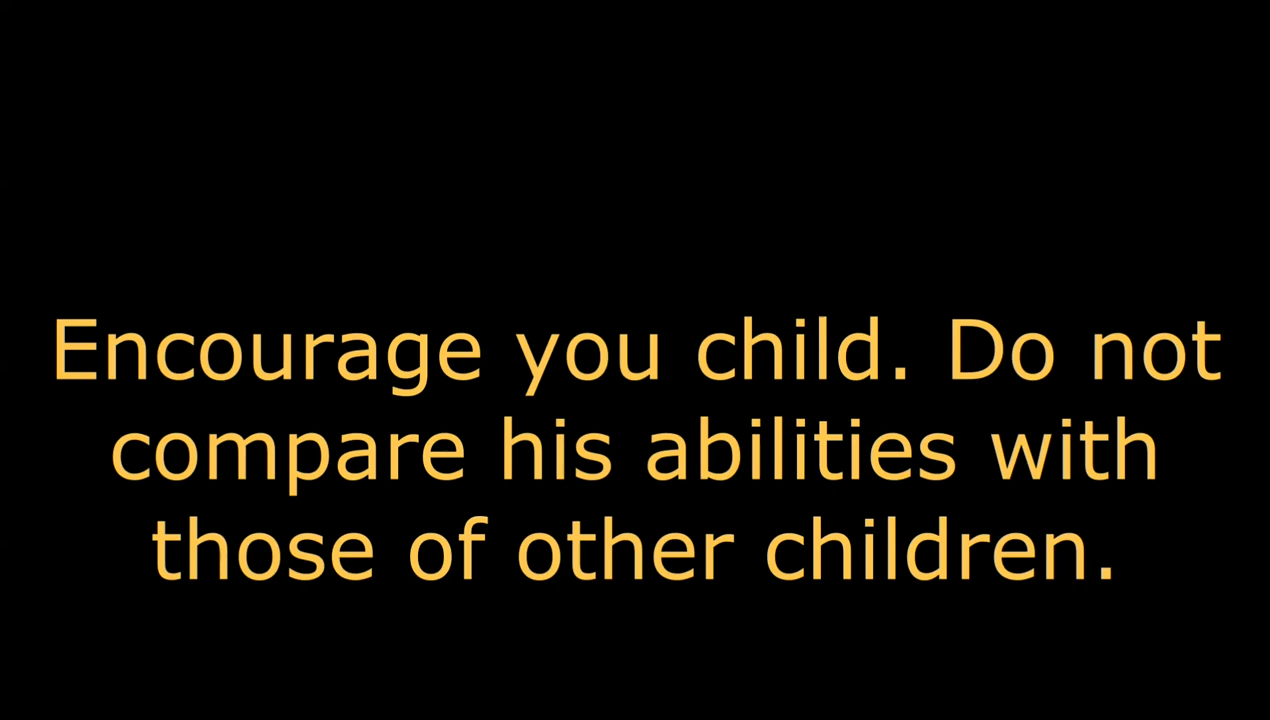 Encourage you child. Do not
compare his abilities with
those of other children.